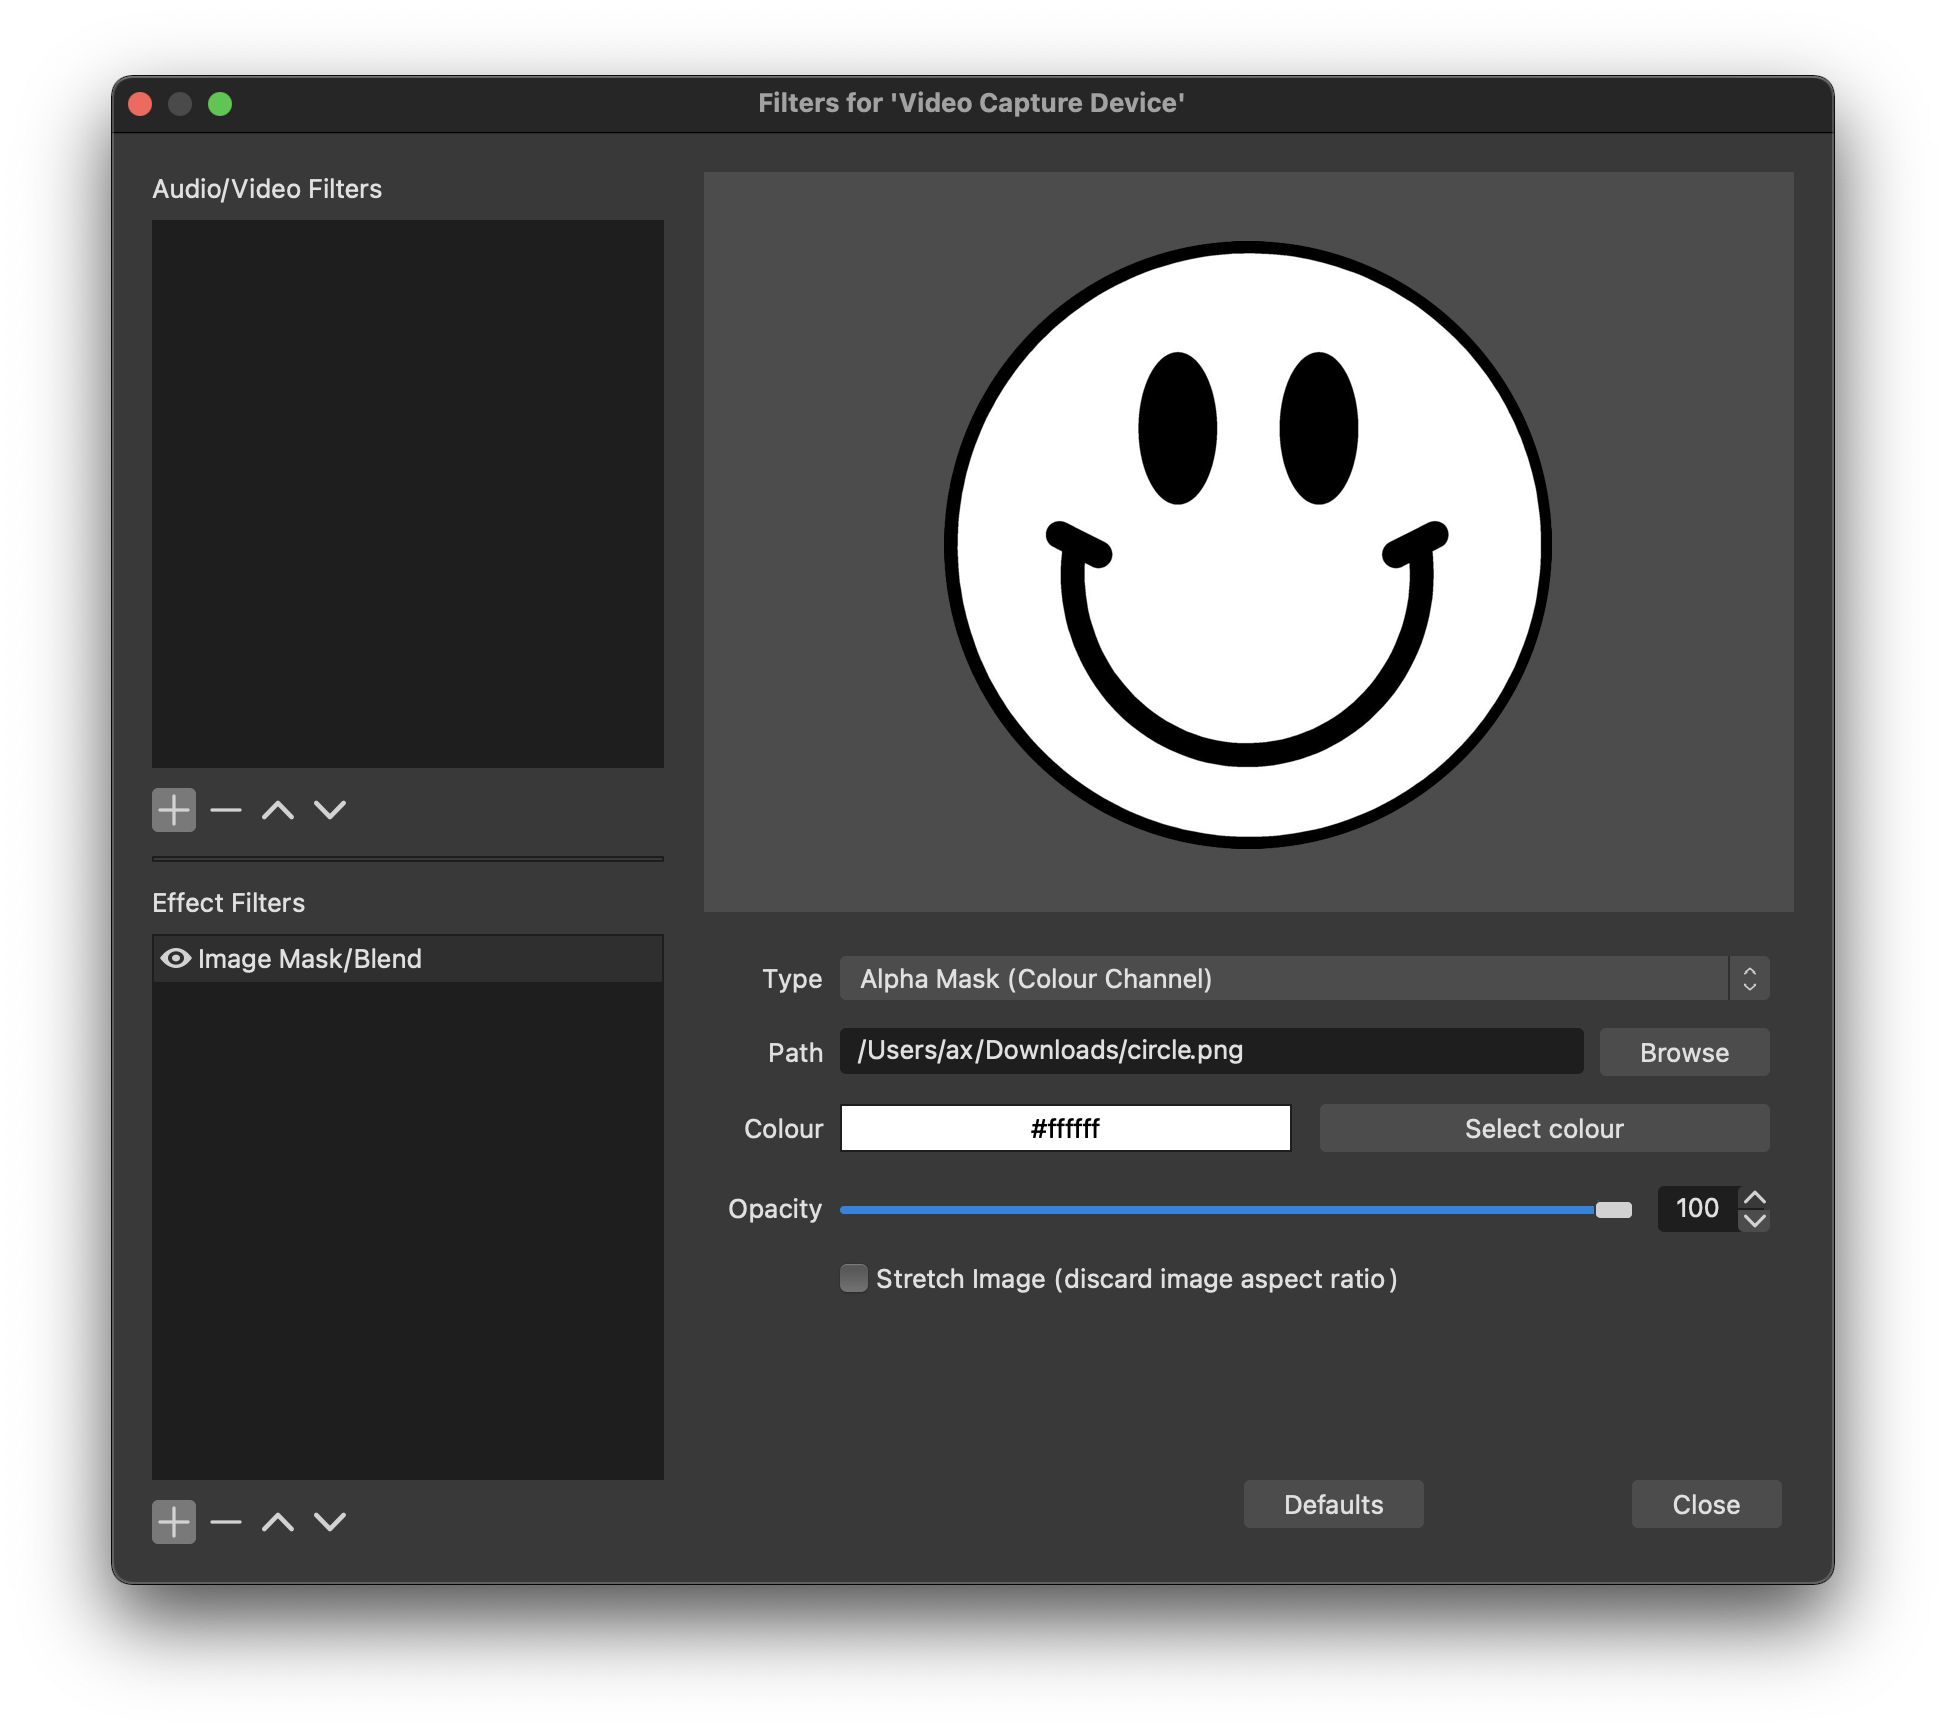 Filters for 'Video Capture Device'
Audio/Video Filters
Effect Filters
Image Mask/Blend
Type
Alpha Mask (Colour Channel)
Path
/Users/ax/Downloads/circle.png
Browse
Colour
#ffffff
Select colour
Opacity
100
Stretch Image (discard image aspect ratio)
Defaults
Close